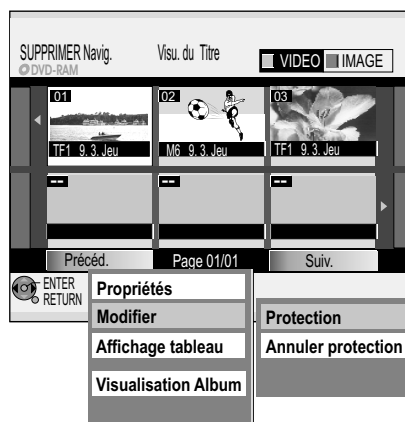 SUPPRIMER Navig. Visu. du Titre VIDEO IMAGE
DVD-RAM
01 02 03
TF1 9. 3. Jeu M6 9. 3. Jeu TF1 9. 3. Jeu
-- -- --
Précéd. Page 01/01 Suiv.
ENTER
RETURN
Propriétés
Modifier Protection
Affichage tableau Annuler protection
Visualisation Album